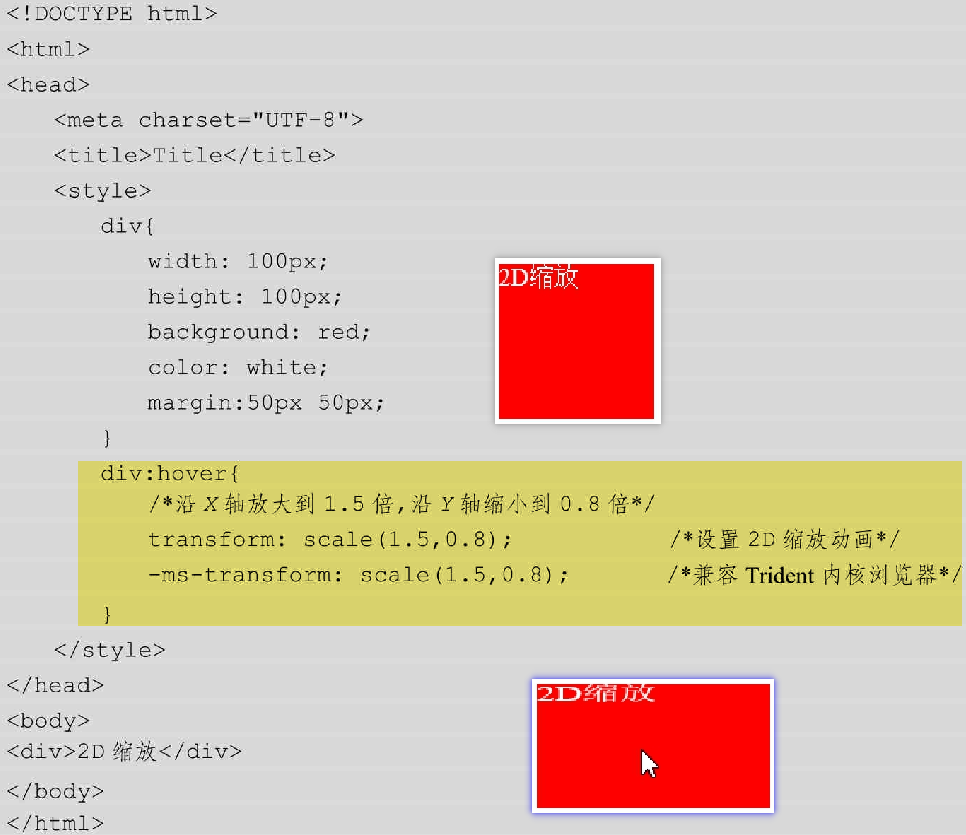 <!DOCTYPE html>
<html>
<head>
<meta charset="UTF-8">
<title>Title</title>
<style>
div{
width: 100px;
height: 100px;
background: red;
color: white;
margin:50px 50px;
}
2D缩放
div:hover{
/*沿 X 轴放大到 1.5 倍,沿 Y 轴缩小到 0.8 倍*/
transform: scale(1.5,0.8); /*设置 2D 缩放动画*/
-ms-transform: scale(1.5,0.8); /*兼容 Trident 内核浏览器*/
}
</style>
</head>
<body>
<div>2D 缩放</div>
</body>
</html>
2D缩放